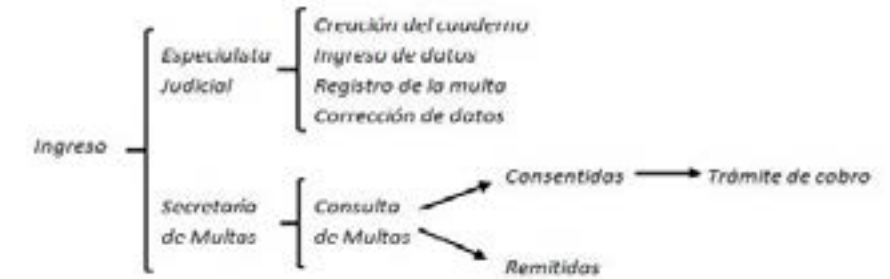 Creación del cuaderno
Especialista
Ingreso de datos
Judicial
Registro de la multa
Corrección de datos
Ingreso
Consentidas
Trámite de cobro
Secretaría
Consulta
de Multas
de Multas
Remitidas